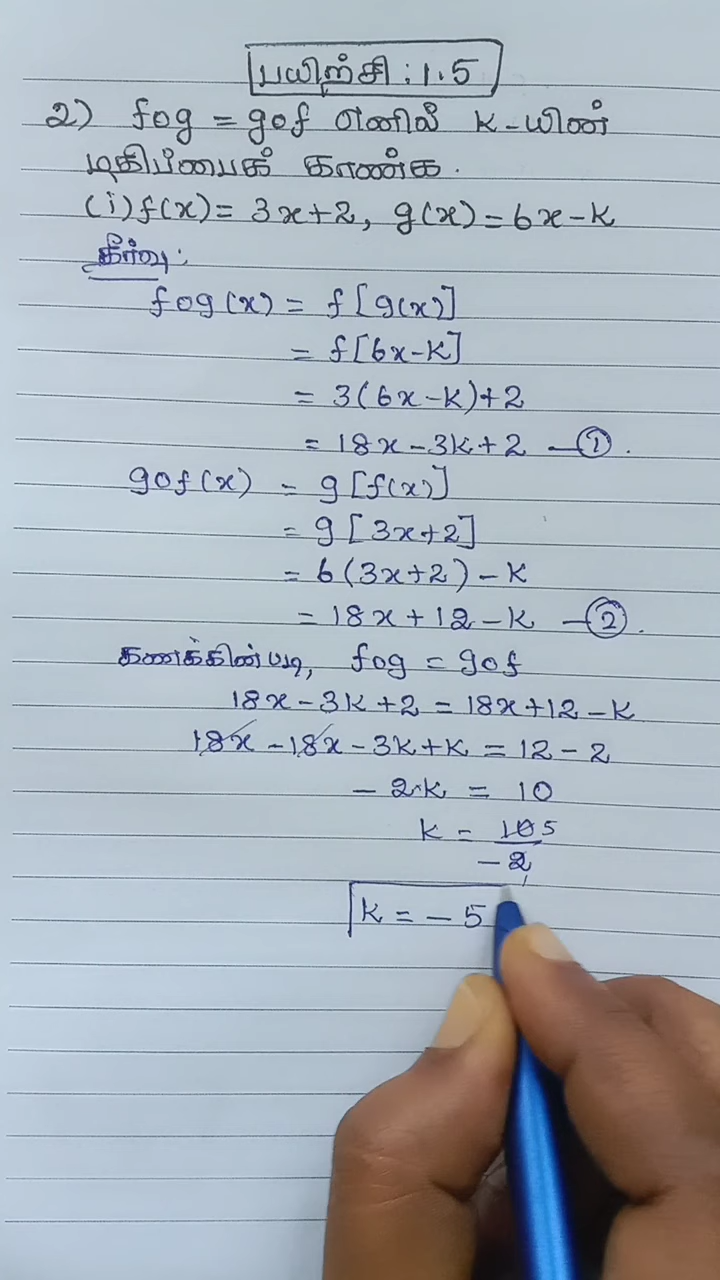 பயிற்சி : 1.5
2) fog = gof எனில் K-யின்
மதிப்பைக் காண்க.
(i) f(x) = 3x+2, g(x) = 6x-K
தீர்வு:
fog(x) = f[g(x)]
= f[6x-K]
= 3(6x-K)+2
= 18x-3K+2 —①.
gof(x) = g[f(x)]
= g[3x+2]
= 6(3x+2)-K
= 18x+12-K —②.
கணக்கின்படி, fog = gof
18x-3K+2 = 18x+12-K
18x-18x-3K+K = 12-2
-2K = 10
K = 10 5
-2
K = -5